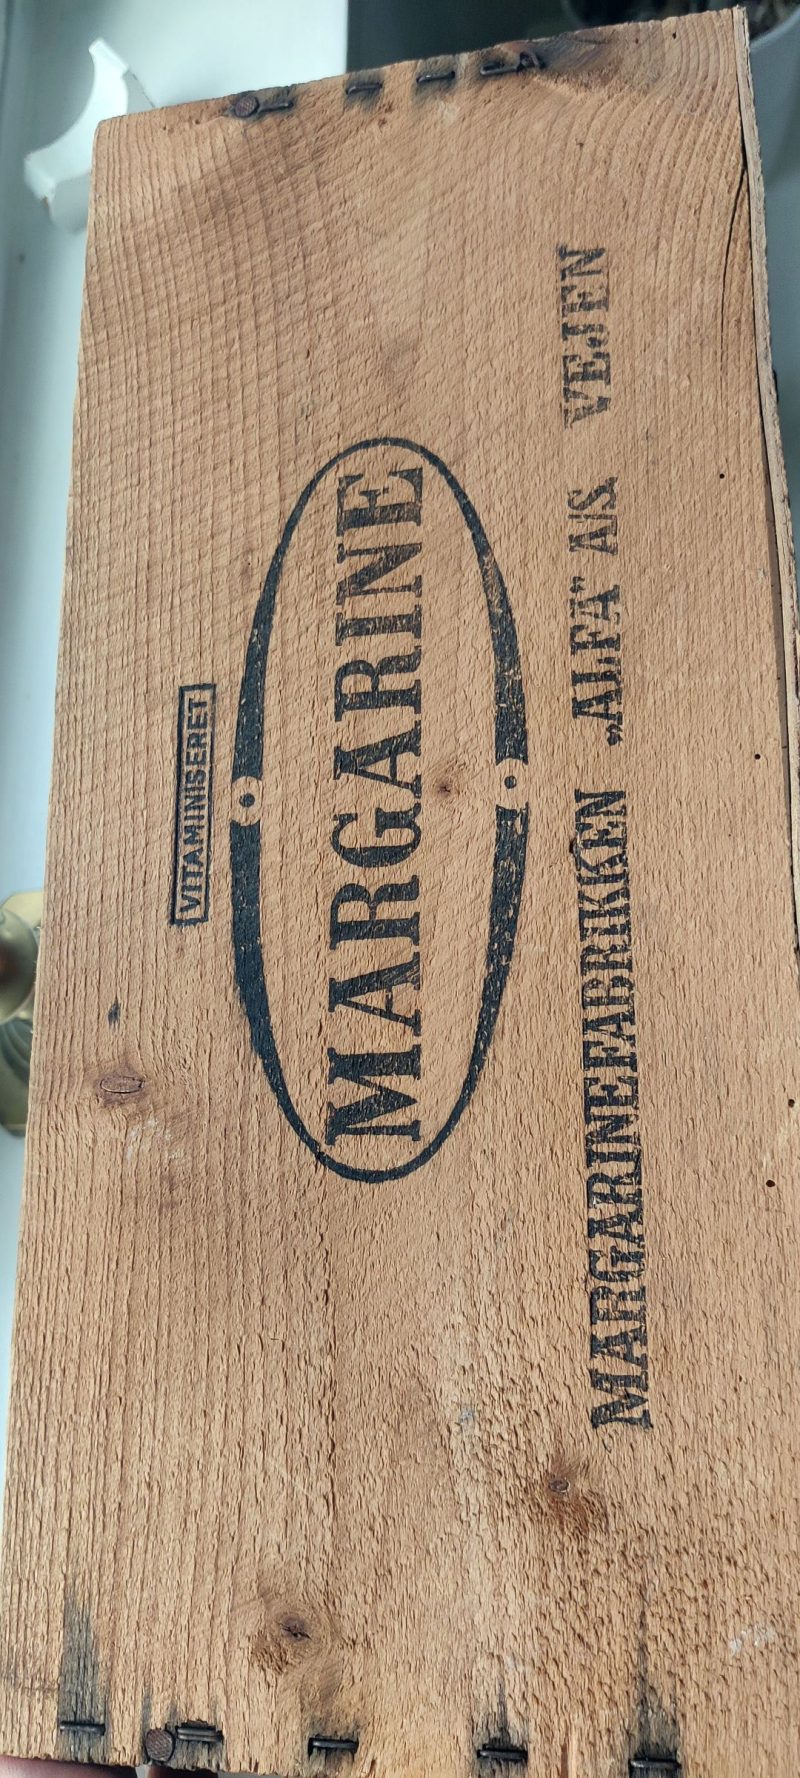 VITAMINISERET
MARGARINE
MARGARINEFABRIKKEN „ALFA” A/S. VEJEN